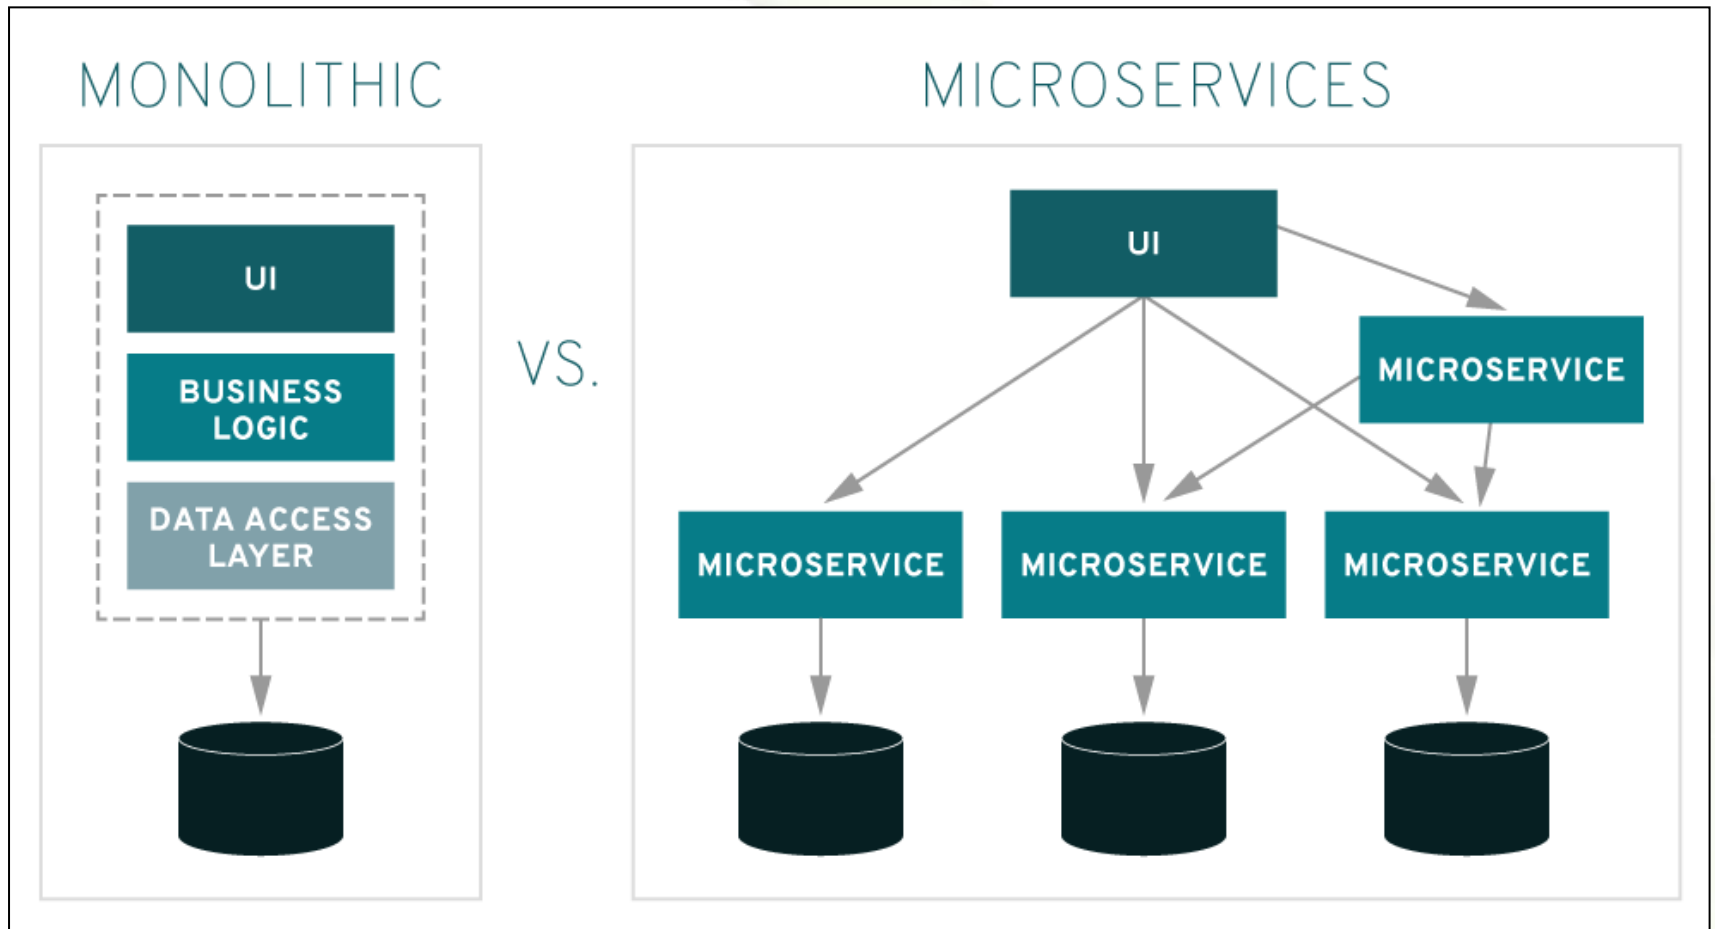 MONOLITHIC
UI
BUSINESS
LOGIC
DATA ACCESS
LAYER
VS.
MICROSERVICES
UI
MICROSERVICE
MICROSERVICE
MICROSERVICE
MICROSERVICE